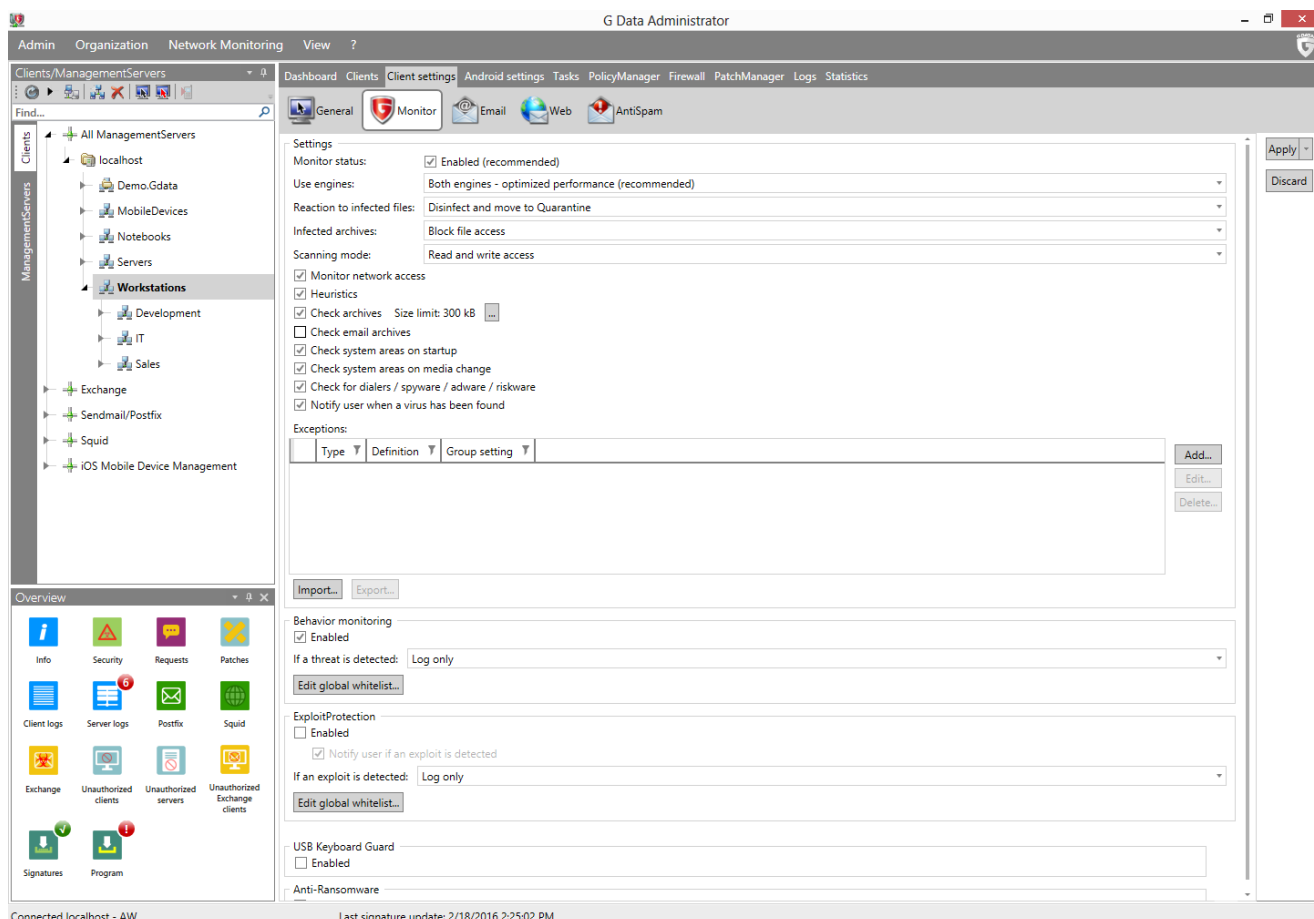 G Data Administrator
Admin Organization Network Monitoring View ?
Clients/ManagementServers
Find...
Clients
ManagementServers
All ManagementServers
localhost
Demo.Gdata
MobileDevices
Notebooks
Servers
Workstations
Development
IT
Sales
Exchange
Sendmail/Postfix
Squid
iOS Mobile Device Management
Overview
Info Security Requests Patches
6
Client logs Server logs Postfix Squid
Exchange Unauthorized clients Unauthorized servers Unauthorized Exchange clients
Signatures Program
Dashboard Clients Client settings Android settings Tasks PolicyManager Firewall PatchManager Logs Statistics
General Monitor Email Web AntiSpam
Settings
Monitor status: Enabled (recommended)
Use engines: Both engines - optimized performance (recommended)
Reaction to infected files: Disinfect and move to Quarantine
Infected archives: Block file access
Scanning mode: Read and write access
Monitor network access
Heuristics
Check archives Size limit: 300 kB ...
Check email archives
Check system areas on startup
Check system areas on media change
Check for dialers / spyware / adware / riskware
Notify user when a virus has been found
Exceptions:
Type Definition Group setting
Add...
Edit...
Delete...
Import... Export...
Behavior monitoring
Enabled
If a threat is detected: Log only
Edit global whitelist...
ExploitProtection
Enabled
Notify user if an exploit is detected
If an exploit is detected: Log only
Edit global whitelist...
USB Keyboard Guard
Enabled
Anti-Ransomware
Apply
Discard
Connected localhost - AW Last signature update: 2/18/2016 2:25:02 PM